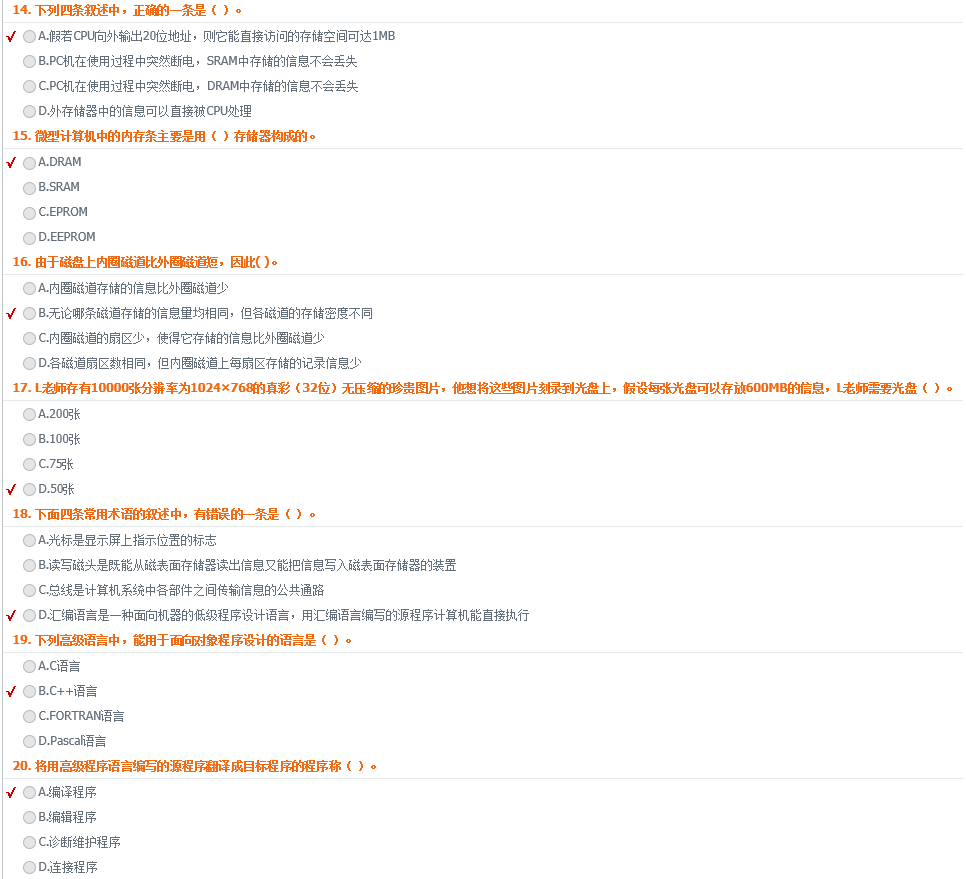 14. 下列四条叙述中，正确的一条是（ ）。
√ A.假若CPU向外输出20位地址，则它能直接访问的存储空间可达1MB
B.PC机在使用过程中突然断电，SRAM中存储的信息不会丢失
C.PC机在使用过程中突然断电，DRAM中存储的信息不会丢失
D.外存储器中的信息可以直接被CPU处理
15. 微型计算机中的内存条主要是用（ ）存储器构成的。
√ A.DRAM
B.SRAM
C.EPROM
D.EEPROM
16. 由于磁盘上内圈磁道比外圈磁道短，因此( )。
A.内圈磁道存储的信息比外圈磁道少
√ B.无论哪条磁道存储的信息量均相同，但各磁道的存储密度不同
C.内圈磁道的扇区少，使得它存储的信息比外圈磁道少
D.各磁道扇区数相同，但内圈磁道上每扇区存储的记录信息少
17. L老师存有10000张分辨率为1024×768的真彩（32位）无压缩的珍贵图片，他想将这些图片刻录到光盘上，假设每张光盘可以存放600MB的信息，L老师需要光盘（ ）。
A.200张
B.100张
C.75张
√ D.50张
18. 下面四条常用术语的叙述中，有错误的一条是（ ）。
A.光标是显示屏上指示位置的标志
B.读写磁头是既能从磁表面存储器读出信息又能把信息写入磁表面存储器的装置
C.总线是计算机系统中各部件之间传输信息的公共通路
√ D.汇编语言是一种面向机器的低级程序设计语言，用汇编语言编写的源程序计算机能直接执行
19. 下列高级语言中，能用于面向对象程序设计的语言是（ ）。
A.C语言
√ B.C++语言
C.FORTRAN语言
D.Pascal语言
20. 将用高级程序语言编写的源程序翻译成目标程序的程序称（ ）。
√ A.编译程序
B.编辑程序
C.诊断维护程序
D.连接程序